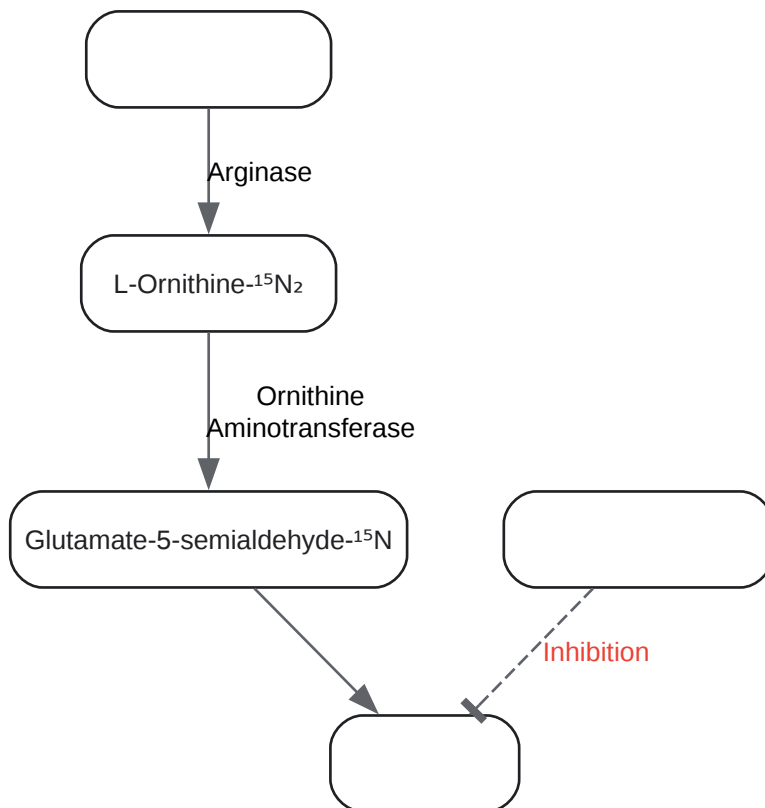 Arginase
L-Ornithine-¹⁵N₂
Ornithine
Aminotransferase
Glutamate-5-semialdehyde-¹⁵N
Inhibition